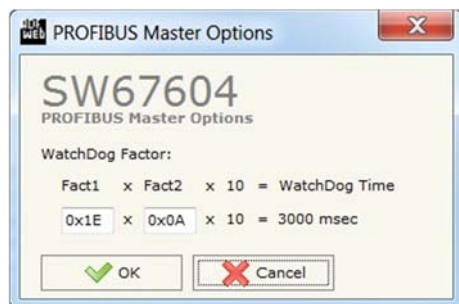 PROFIBUS Master Options
SW67604
PROFIBUS Master Options
WatchDog Factor:
Fact1 x Fact2 x 10 = WatchDog Time
0x1E x 0x0A x 10 = 3000 msec
OK Cancel